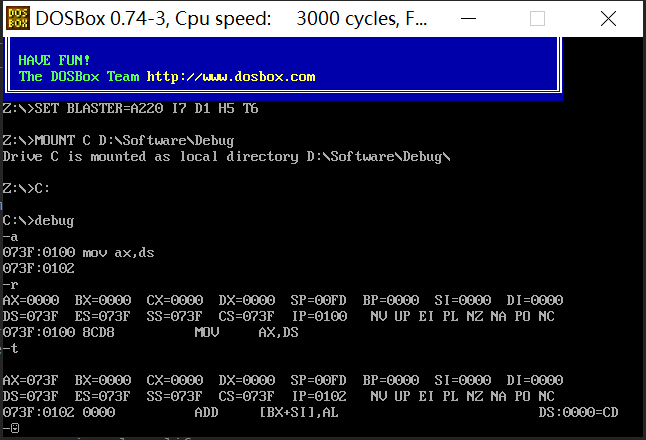 DOS BOX DOSBox 0.74-3, Cpu speed: 3000 cycles, F...
HAVE FUN!
The DOSBox Team http://www.dosbox.com
Z:\>SET BLASTER=A220 I7 D1 H5 T6
Z:\>MOUNT C D:\Software\Debug
Drive C is mounted as local directory D:\Software\Debug\
Z:\>C:
C:\>debug
-a
073F:0100 mov ax,ds
073F:0102
-r
AX=0000 BX=0000 CX=0000 DX=0000 SP=00FD BP=0000 SI=0000 DI=0000
DS=073F ES=073F SS=073F CS=073F IP=0100 NV UP EI PL NZ NA PO NC
073F:0100 8CD8 MOV AX,DS
-t
AX=073F BX=0000 CX=0000 DX=0000 SP=00FD BP=0000 SI=0000 DI=0000
DS=073F ES=073F SS=073F CS=073F IP=0102 NV UP EI PL NZ NA PO NC
073F:0102 0000 ADD [BX+SI],AL DS:0000=CD
-